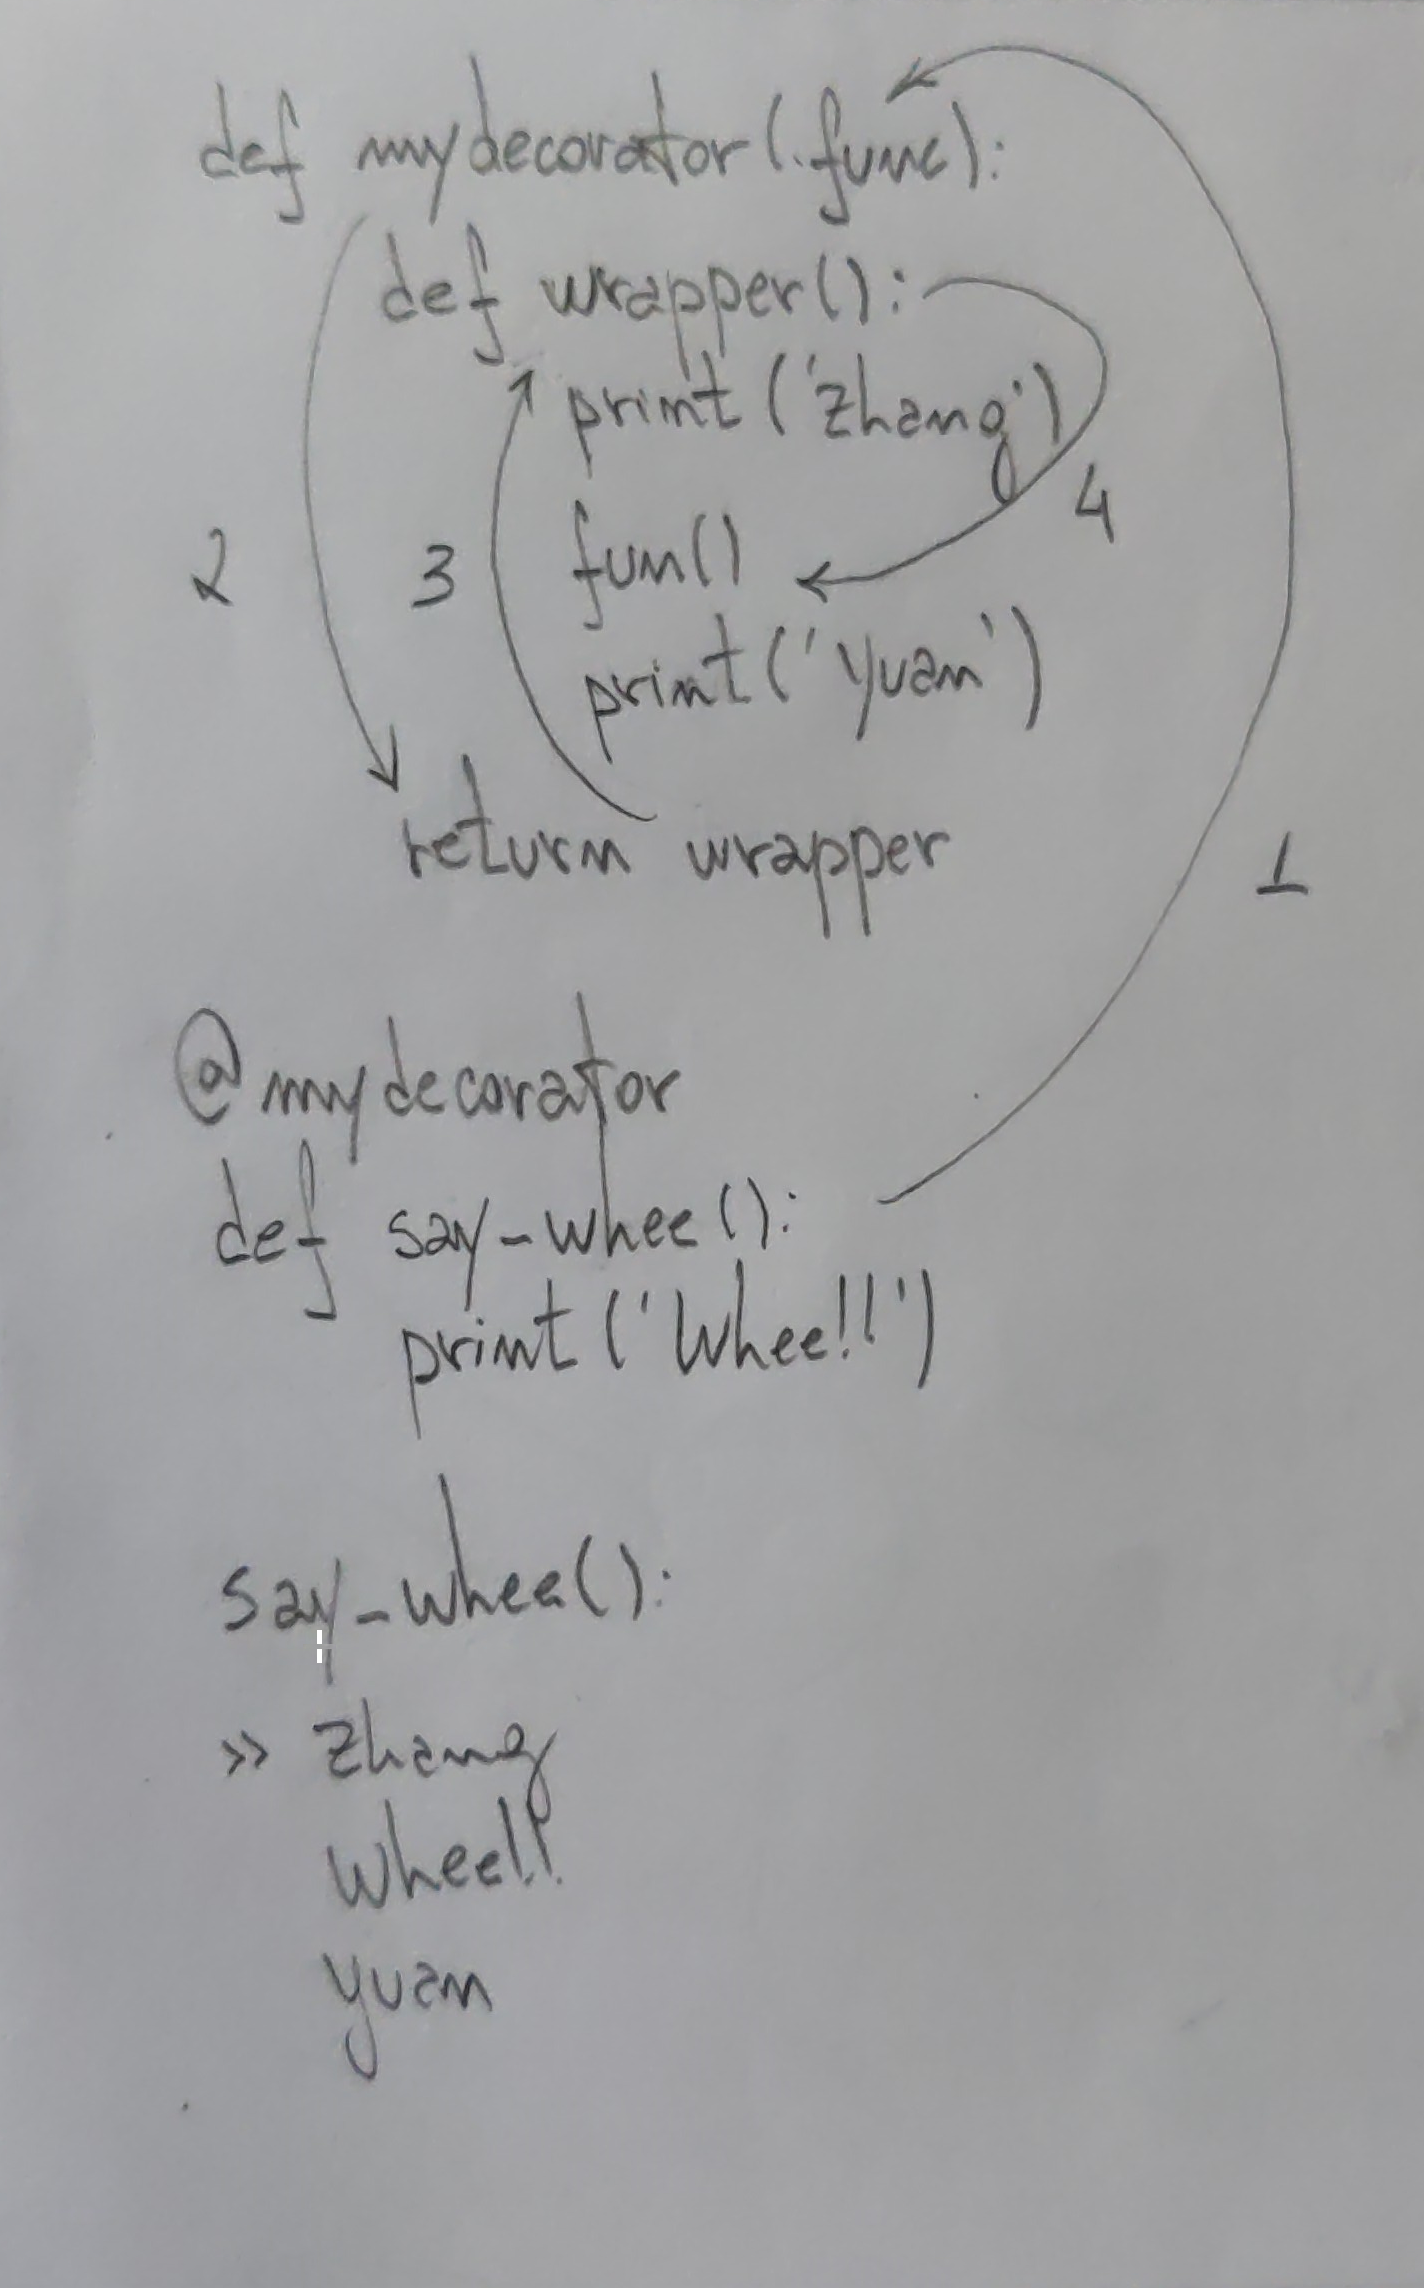 def mydecorator(func):
def wrapper():
print('zhang')
fun()
print('yuan')
return wrapper
2
3
4
1
@mydecorator
def say-whee():
print('Whee!!')
say-whee():
>> zhang
whee!!
yuan